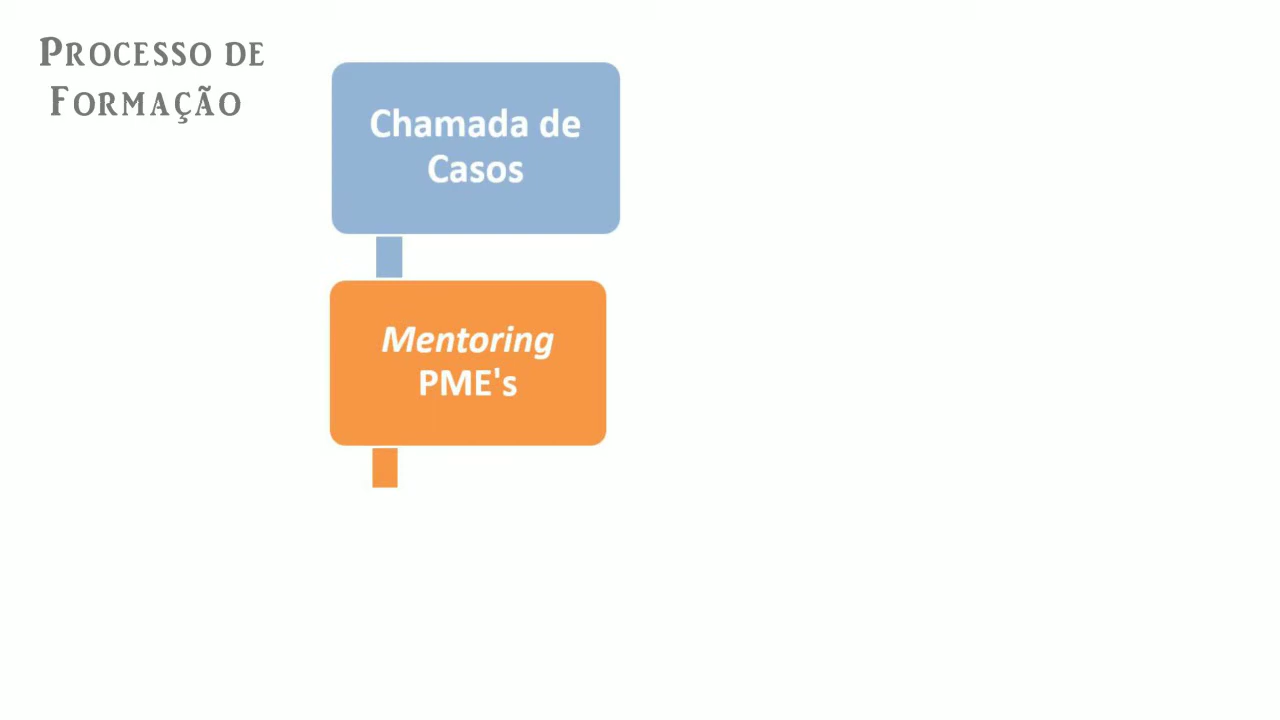 Processo de
Formação
Chamada de
Casos
Mentoring
PME's